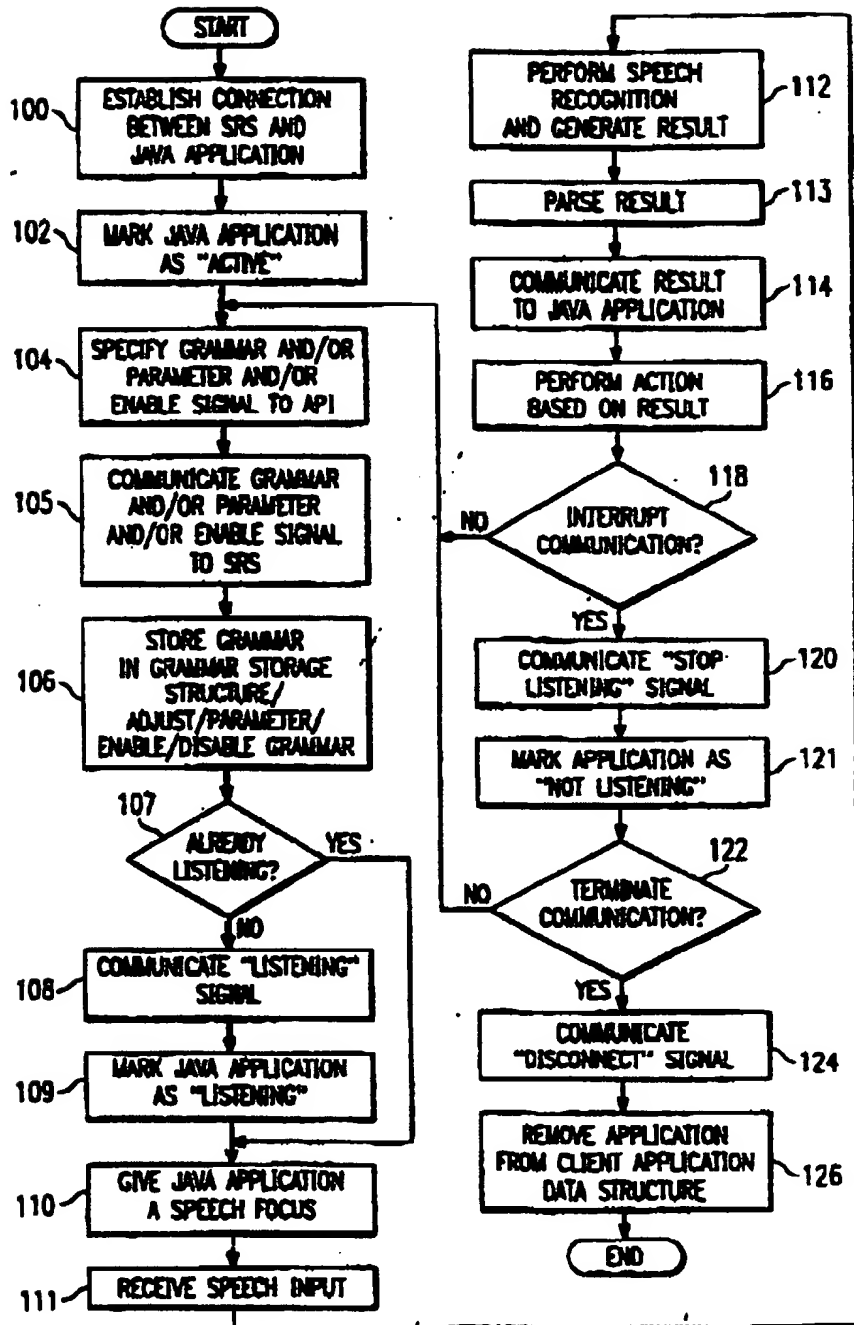 START
100
ESTABLISH CONNECTION
BETWEEN SRS AND
JAVA APPLICATION
102
MARK JAVA APPLICATION
AS "ACTIVE"
104
SPECIFY GRAMMAR AND/OR
PARAMETER AND/OR
ENABLE SIGNAL TO API
105
COMMUNICATE GRAMMAR
AND/OR PARAMETER
AND/OR ENABLE SIGNAL
TO SRS
106
STORE GRAMMAR
IN GRAMMAR STORAGE
STRUCTURE/
ADJUST/PARAMETER/
ENABLE/DISABLE GRAMMAR
107
ALREADY
LISTENING?
YES
NO
108
COMMUNICATE "LISTENING"
SIGNAL
109
MARK JAVA APPLICATION
AS "LISTENING"
110
GIVE JAVA APPLICATION
A SPEECH FOCUS
111
RECEIVE SPEECH INPUT
PERFORM SPEECH
RECOGNITION
AND GENERATE RESULT
112
PARSE RESULT
113
COMMUNICATE RESULT
TO JAVA APPLICATION
114
PERFORM ACTION
BASED ON RESULT
116
118
NO
INTERRUPT
COMMUNICATION?
YES
COMMUNICATE "STOP
LISTENING" SIGNAL
120
MARK APPLICATION AS
"NOT LISTENING"
121
122
NO
TERMINATE
COMMUNICATION?
YES
COMMUNICATE
"DISCONNECT" SIGNAL
124
REMOVE APPLICATION
FROM CLIENT APPLICATION
DATA STRUCTURE
126
END